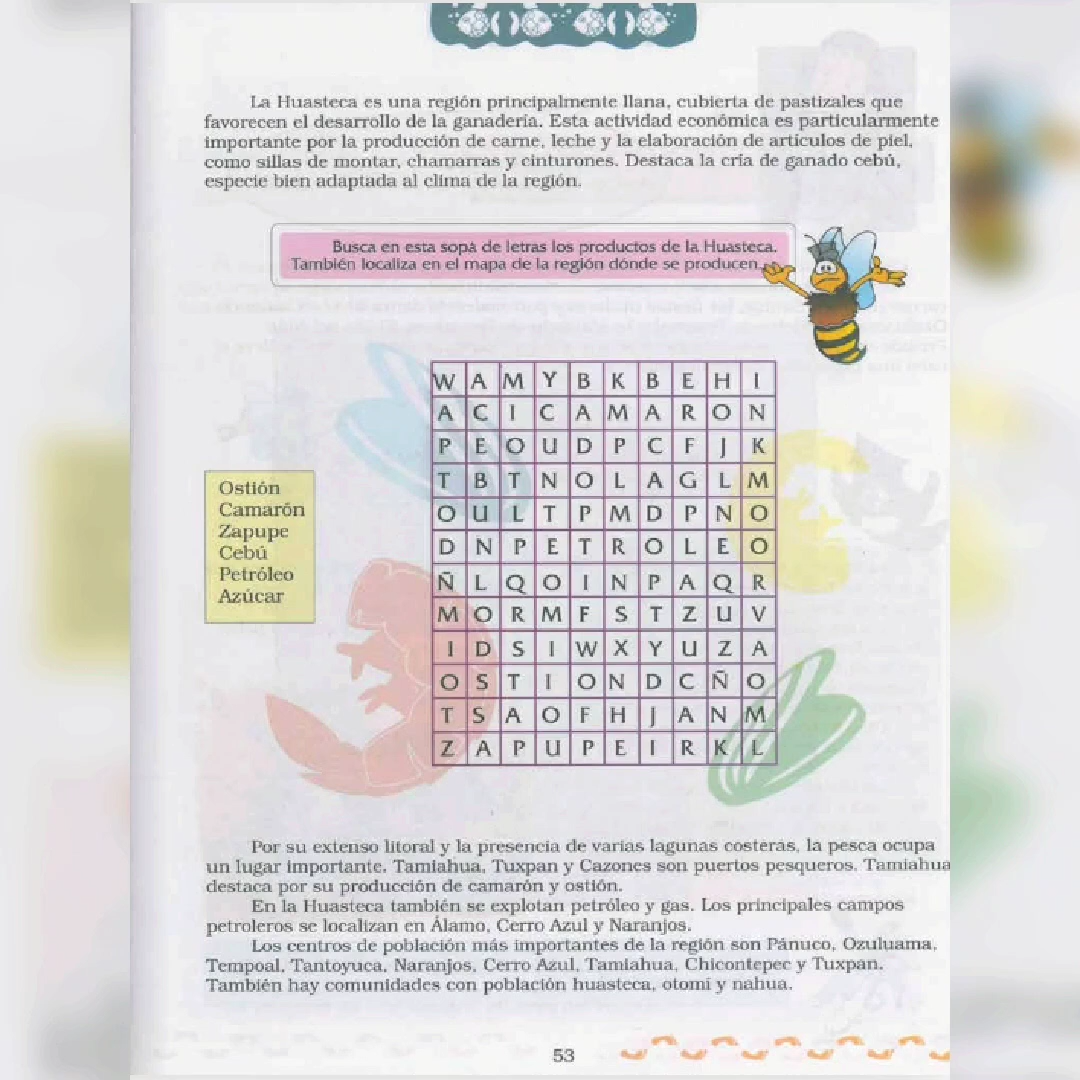 La Huasteca es una región principalmente llana, cubierta de pastizales que
favorecen el desarrollo de la ganadería. Esta actividad económica es particularmente
importante por la producción de carne, leche y la elaboración de artículos de piel,
como sillas de montar, chamarras y cinturones. Destaca la cría de ganado cebú,
especie bien adaptada al clima de la región.
Busca en esta sopa de letras los productos de la Huasteca.
También localiza en el mapa de la región dónde se producen.
W A M Y B K B E H I
A C I C A M A R O N
P E O U D P C F J K
T B T N O L A G L M
O U L T P M D P N O
D N P E T R O L E O
Ñ L Q O I N P A Q R
M O R M F S T Z U V
I D S I W X Y U Z A
O S T I O N D C Ñ O
T S A O F H J A N M
Z A P U P E I R K L
Ostión
Camarón
Zapupe
Cebú
Petróleo
Azúcar
Por su extenso litoral y la presencia de varias lagunas costeras, la pesca ocupa
un lugar importante. Tamiahua, Tuxpan y Cazones son puertos pesqueros. Tamiahua
destaca por su producción de camarón y ostión.
En la Huasteca también se explotan petróleo y gas. Los principales campos
petroleros se localizan en Álamo, Cerro Azul y Naranjos.
Los centros de población más importantes de la región son Pánuco, Ozuluama,
Tempoal, Tantoyuca, Naranjos, Cerro Azul, Tamiahua, Chicontepec y Tuxpan.
También hay comunidades con población huasteca, otomí y nahua.
53